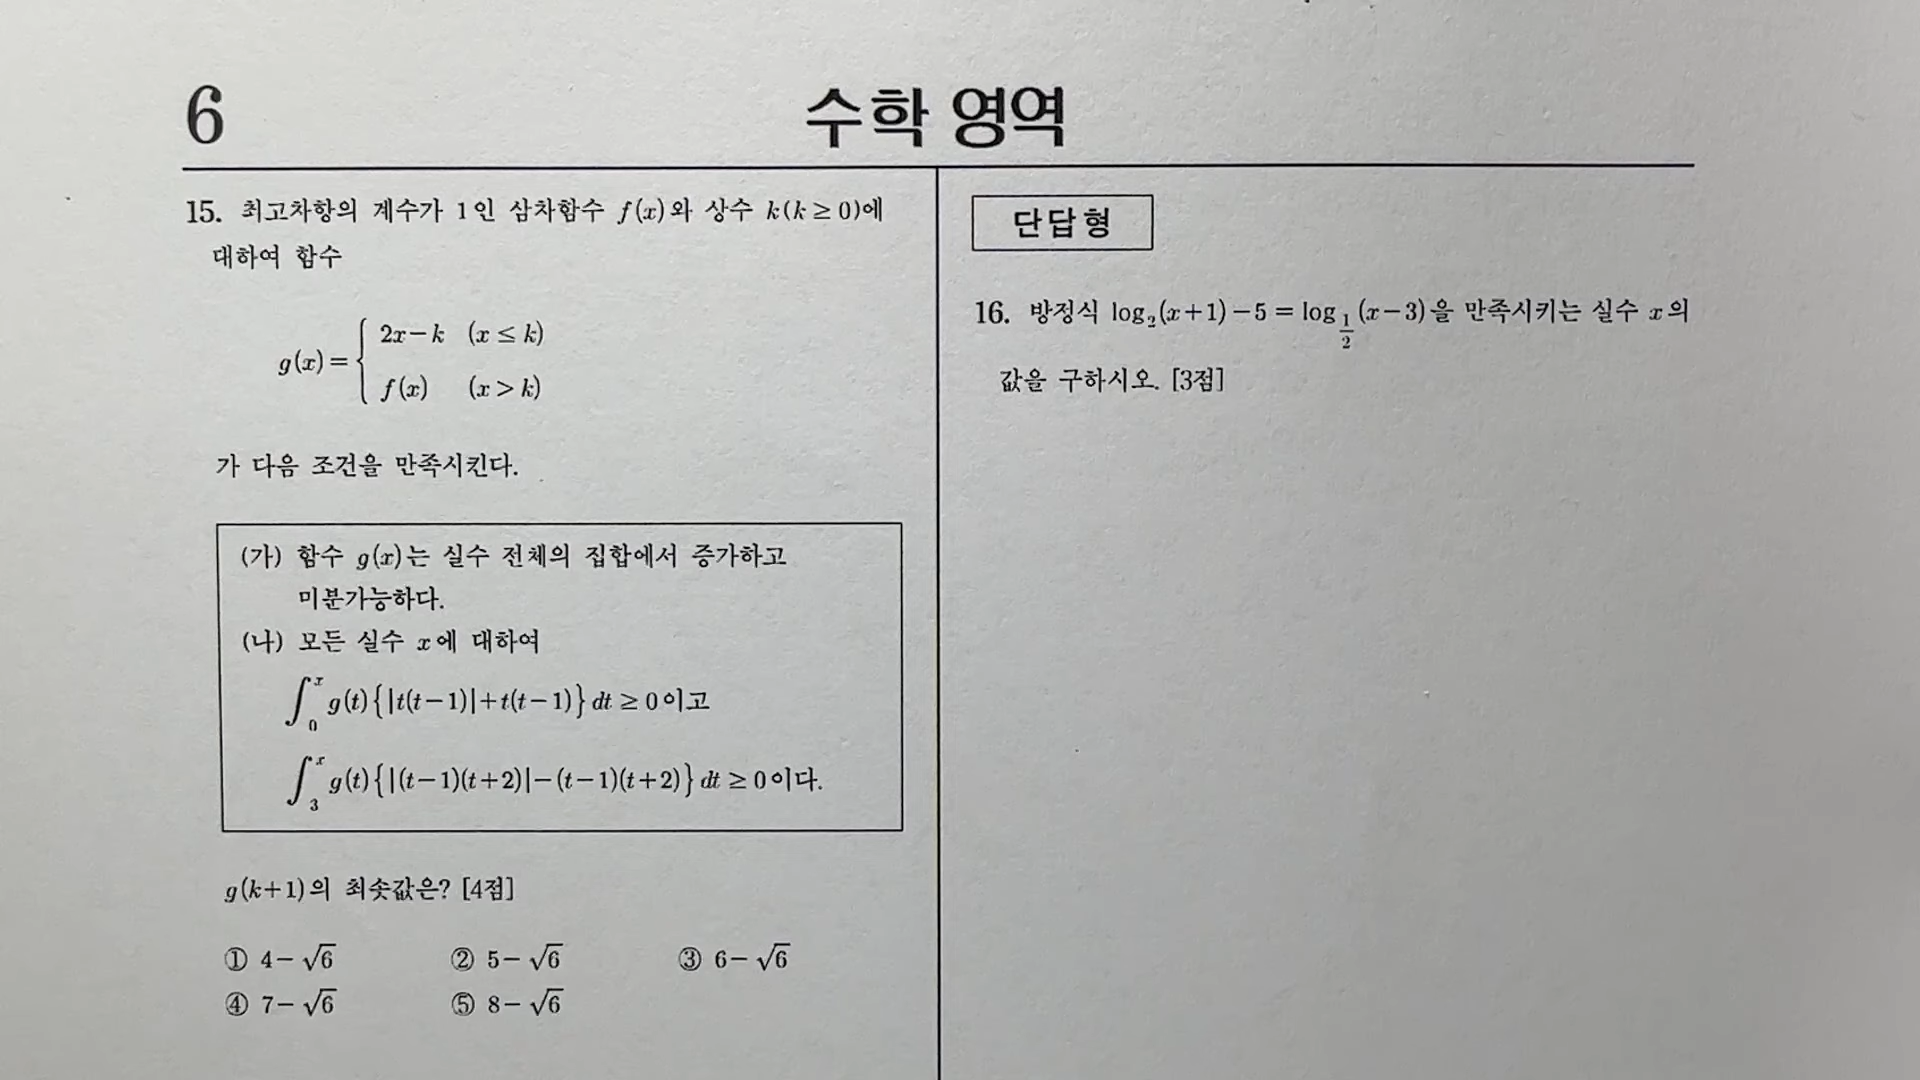 6
수학 영역
15. 최고차항의 계수가 1인 삼차함수 f(x)와 상수 k(k≥0)에
대하여 함수
g(x)={ 2x-k (x≤k)
f(x) (x>k)
가 다음 조건을 만족시킨다.
(가) 함수 g(x)는 실수 전체의 집합에서 증가하고
미분가능하다.
(나) 모든 실수 x에 대하여
∫₀ˣ g(t){|t(t-1)|+t(t-1)}dt≥0이고
∫₃ˣ g(t){|(t-1)(t+2)|-(t-1)(t+2)}dt≥0이다.
g(k+1)의 최솟값은? [4점]
① 4-√6 ② 5-√6 ③ 6-√6
④ 7-√6 ⑤ 8-√6
단답형
16. 방정식 log₂(x+1)-5=log_{1/2}(x-3)을 만족시키는 실수 x의
값을 구하시오. [3점]